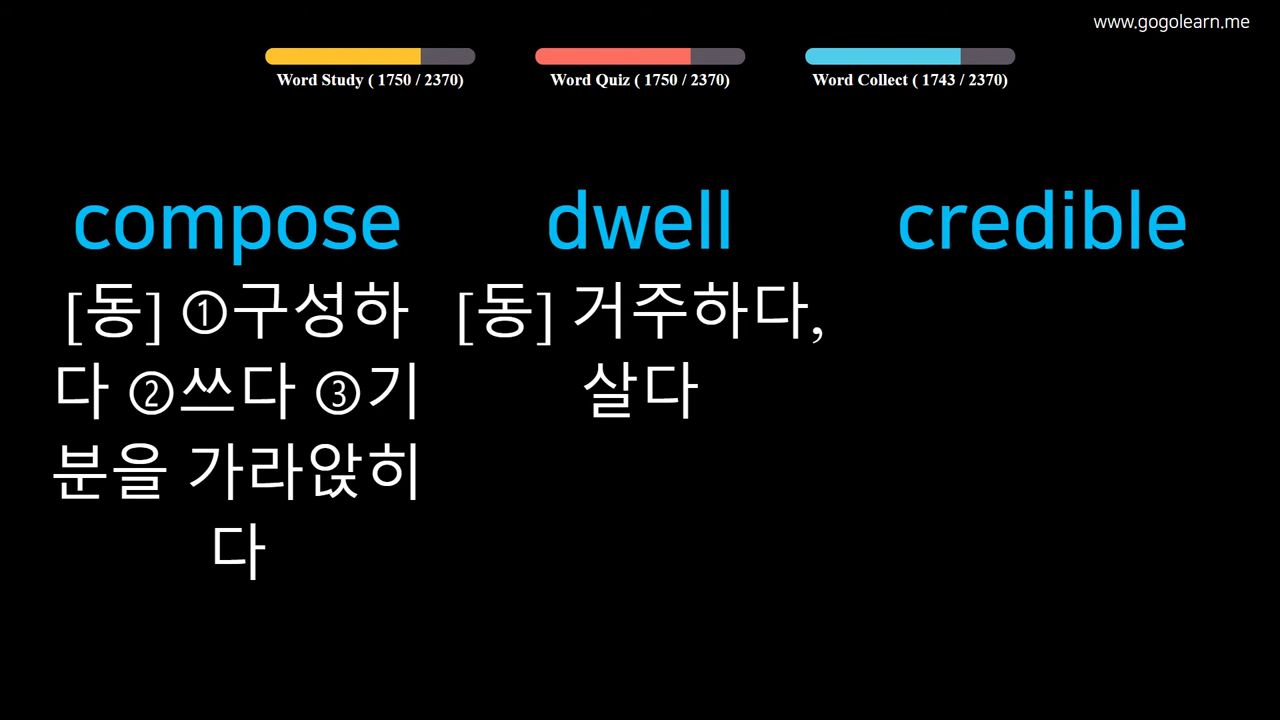 www.gogolearn.me
Word Study ( 1750 / 2370)
Word Quiz ( 1750 / 2370)
Word Collect ( 1743 / 2370)
compose
[동] ①구성하
다 ②쓰다 ③기
분을 가라앉히
다
dwell
[동] 거주하다,
살다
credible